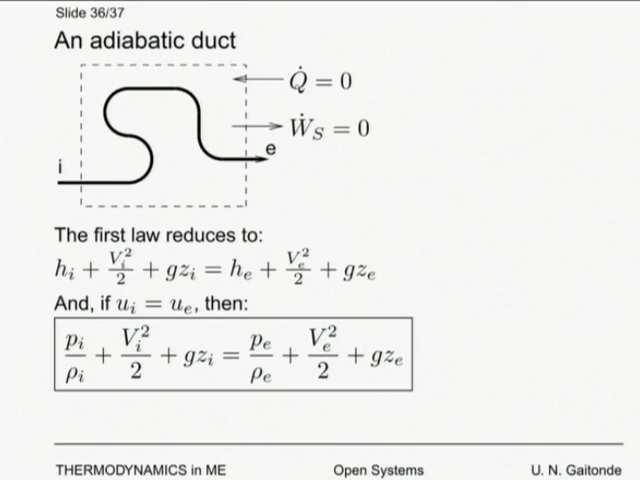 Slide 36/37
An adiabatic duct
Q̇ = 0
Ẇ_S = 0
e
i
The first law reduces to:
h_i + V_i^2/2 + gz_i = h_e + V_e^2/2 + gz_e
And, if u_i = u_e, then:
p_i/ρ_i + V_i^2/2 + gz_i = p_e/ρ_e + V_e^2/2 + gz_e
THERMODYNAMICS in ME Open Systems U. N. Gaitonde